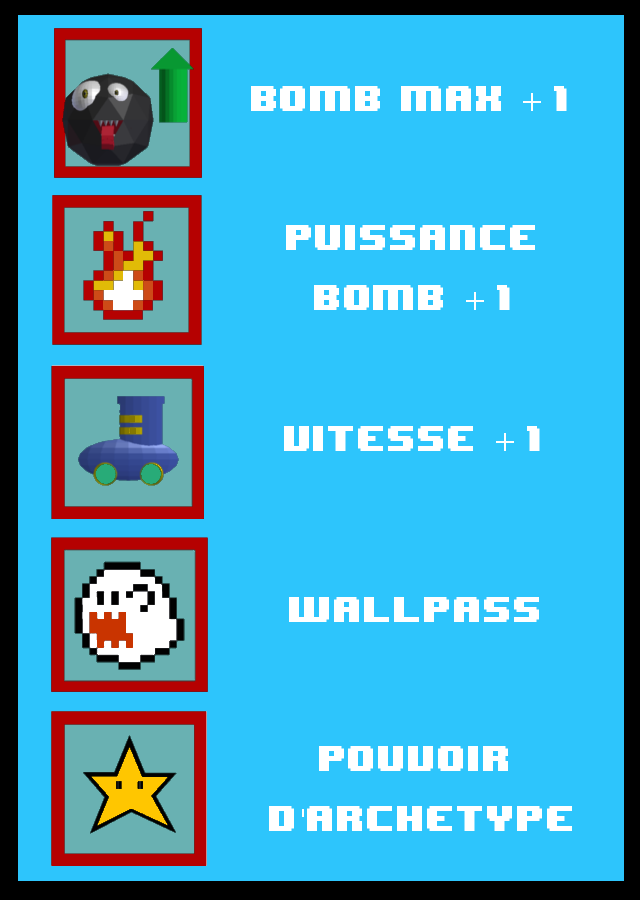 BOMB MAX +1
PUISSANCE
BOMB +1
VITESSE +1
WALLPASS
POUVOIR
D'ARCHETYPE